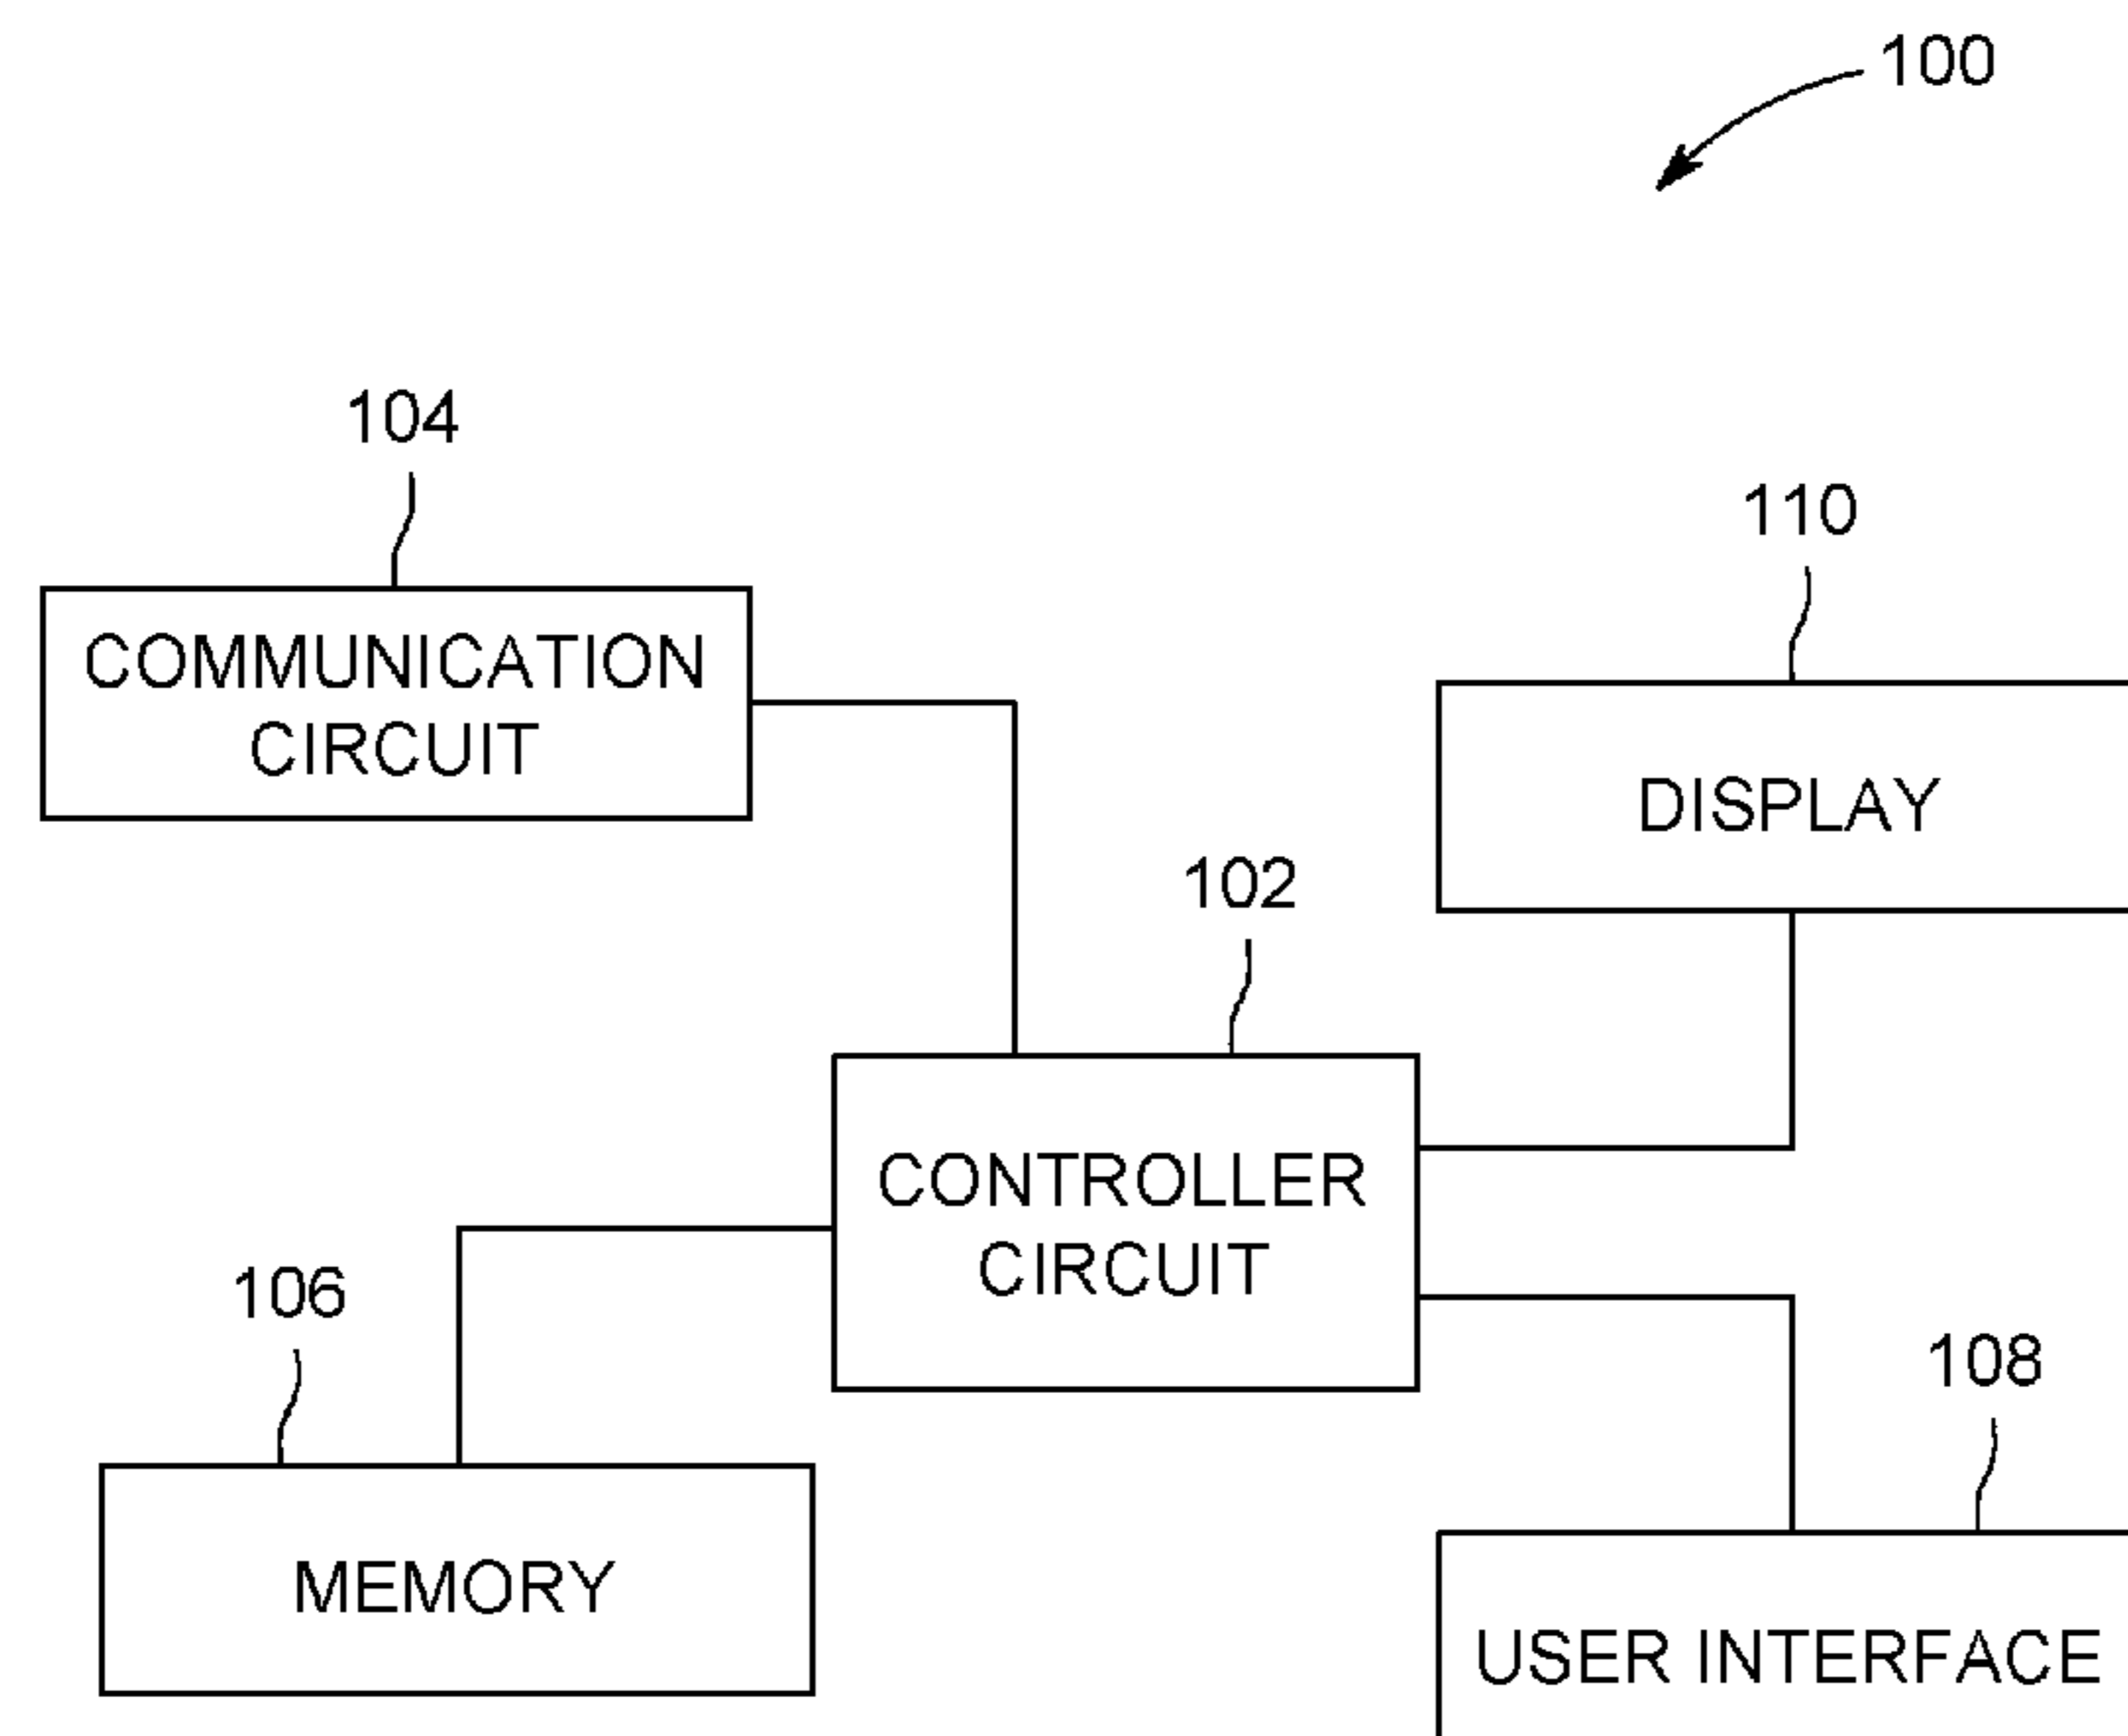 100
104
COMMUNICATION
CIRCUIT
110
DISPLAY
102
CONTROLLER
CIRCUIT
106
MEMORY
108
USER INTERFACE